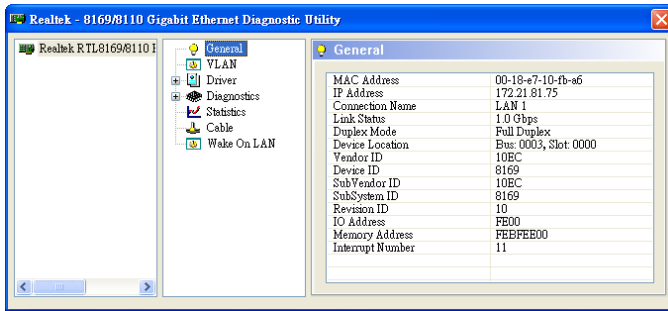 Realtek - 8169/8110 Gigabit Ethernet Diagnostic Utility
Realtek RTL8169/8110 F
General
VLAN
Driver
Diagnostics
Statistics
Cable
Wake On LAN
General
MAC Address 00-18-e7-10-fb-a6
IP Address 172.21.81.75
Connection Name LAN 1
Link Status 1.0 Gbps
Duplex Mode Full Duplex
Device Location Bus: 0003, Slot: 0000
Vendor ID 10EC
Device ID 8169
SubVendor ID 10EC
SubSystem ID 8169
Revision ID 10
IO Address FE00
Memory Address FEBFEE00
Interrupt Number 11